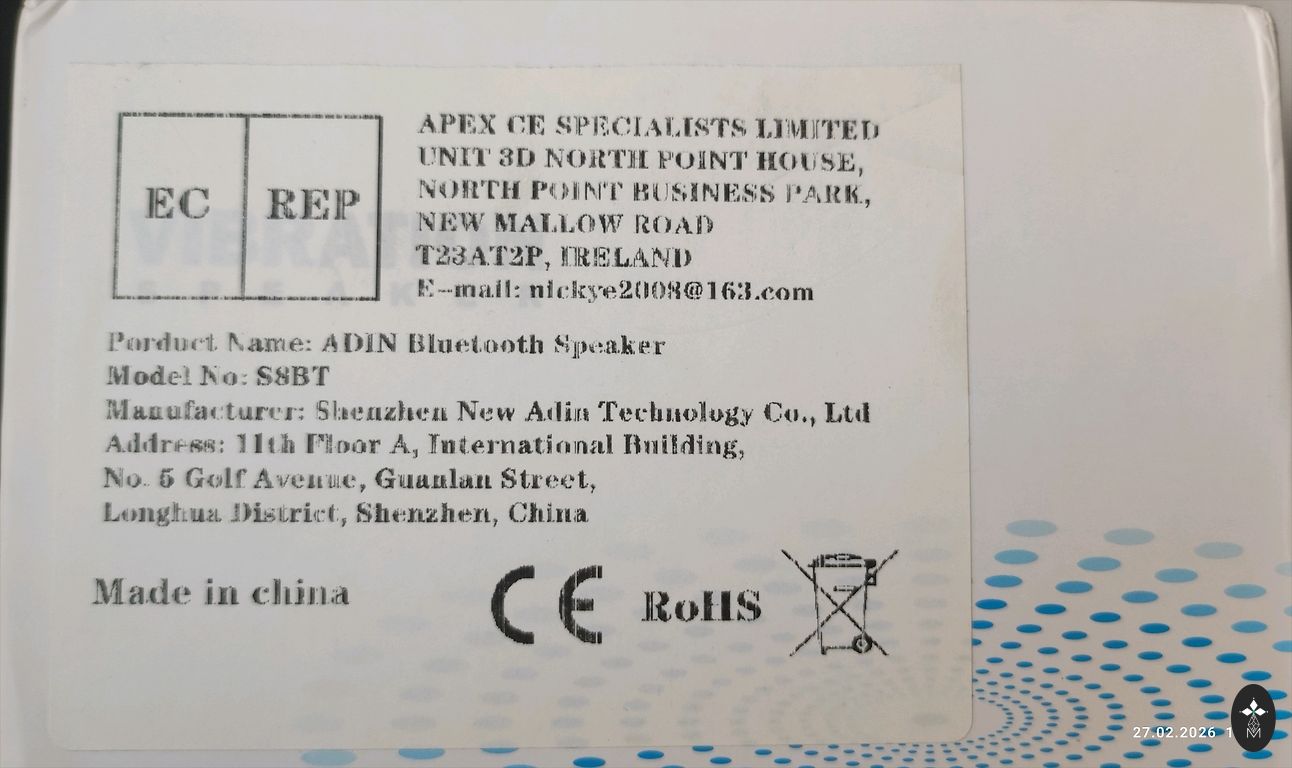 EC REP
APEX CE SPECIALISTS LIMITED
UNIT 3D NORTH POINT HOUSE,
NORTH POINT BUSINESS PARK,
NEW MALLOW ROAD
T23AT2P, IRELAND
E-mail: nickye2008@163.com
VIBRATION
SPEAKER
Porduct Name: ADIN Bluetooth Speaker
Model No: S8BT
Manufacturer: Shenzhen New Adin Technology Co., Ltd
Address: 11th Floor A, International Building,
No. 5 Golf Avenue, Guanlan Street,
Longhua District, Shenzhen, China
Made in china
CE RoHS
27.02.2026
M